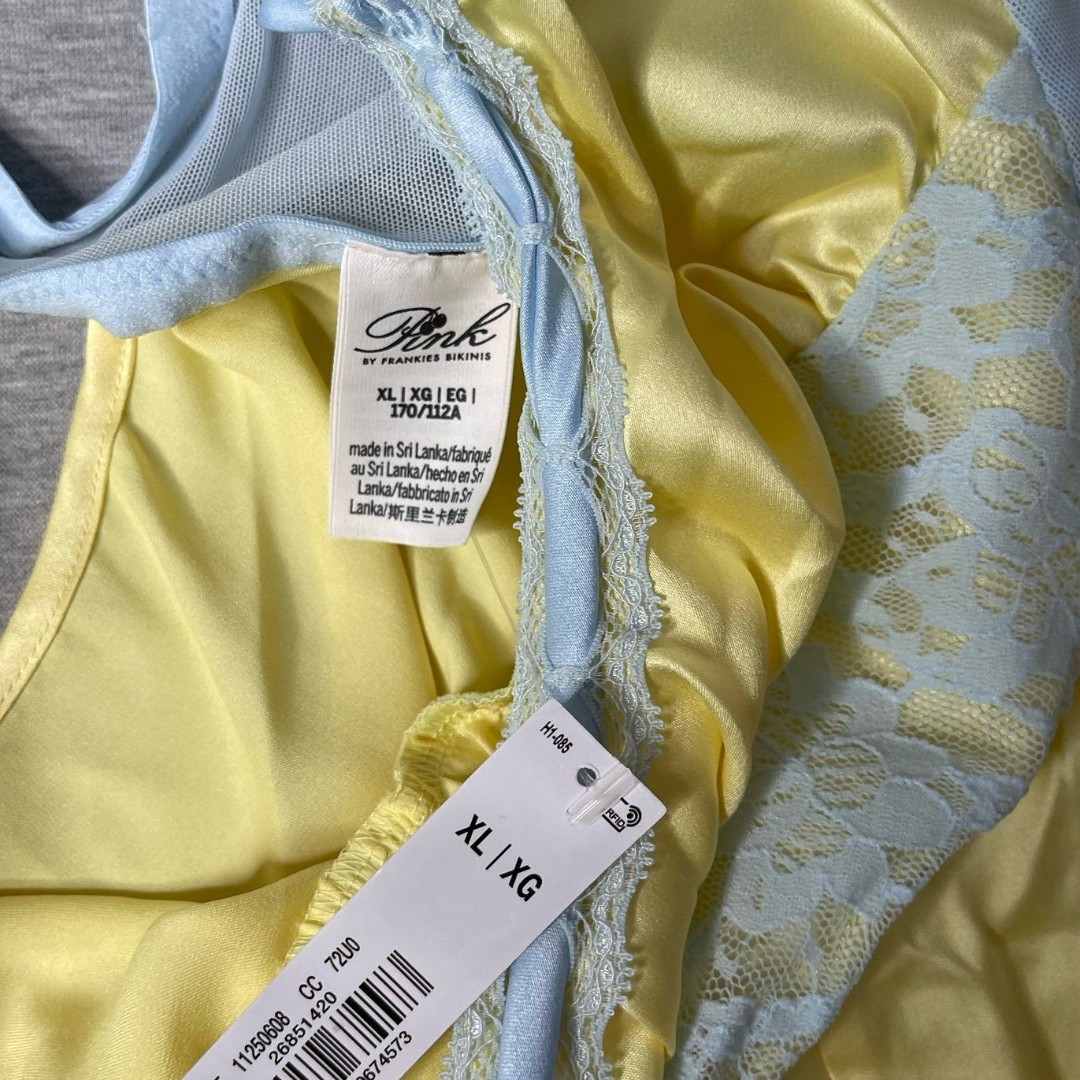 Pink
BY FRANKIES BIKINIS
XL | XG | EG |
170/112A
made in Sri Lanka/fabriqué
au Sri Lanka/hecho en Sri
Lanka/fabbricato in Sri
Lanka/斯里兰卡制造
H1-085
RFID
XL | XG
CC 72U0
11250608
26851420
0674573